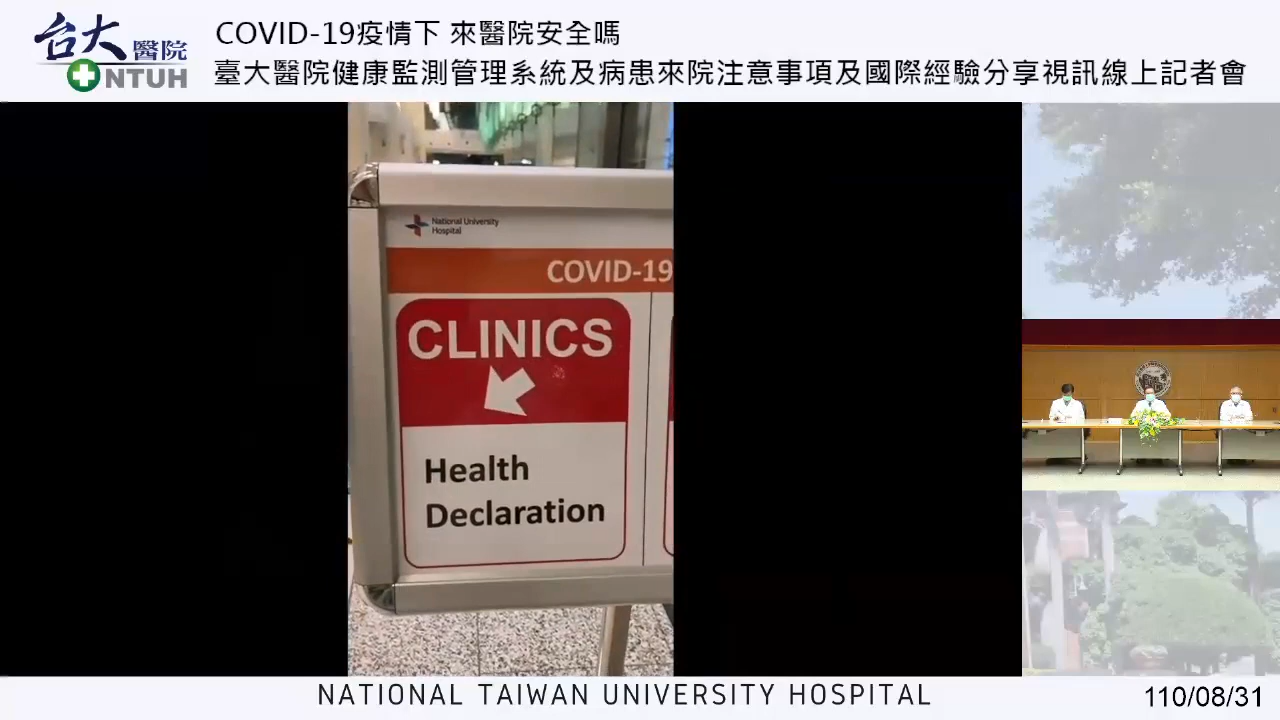 台大醫院
NTUH
COVID-19疫情下 來醫院安全嗎
臺大醫院健康監測管理系統及病患來院注意事項及國際經驗分享視訊線上記者會
National University
Hospital
COVID-19
CLINICS
Health
Declaration
NATIONAL TAIWAN UNIVERSITY HOSPITAL
110/08/31